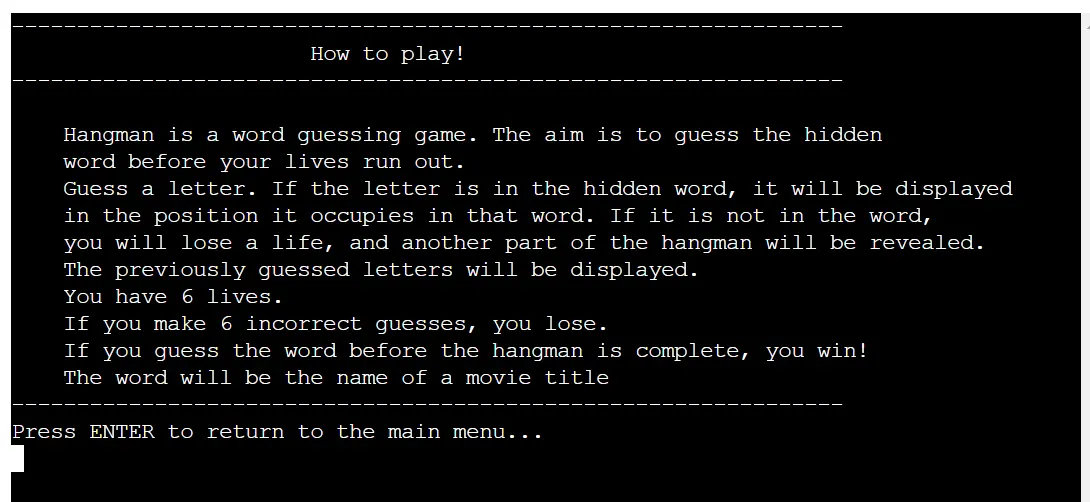 -----------------------------------------------------------------
How to play!
-----------------------------------------------------------------
Hangman is a word guessing game. The aim is to guess the hidden
word before your lives run out.
Guess a letter. If the letter is in the hidden word, it will be displayed
in the position it occupies in that word. If it is not in the word,
you will lose a life, and another part of the hangman will be revealed.
The previously guessed letters will be displayed.
You have 6 lives.
If you make 6 incorrect guesses, you lose.
If you guess the word before the hangman is complete, you win!
The word will be the name of a movie title
-----------------------------------------------------------------
Press ENTER to return to the main menu...